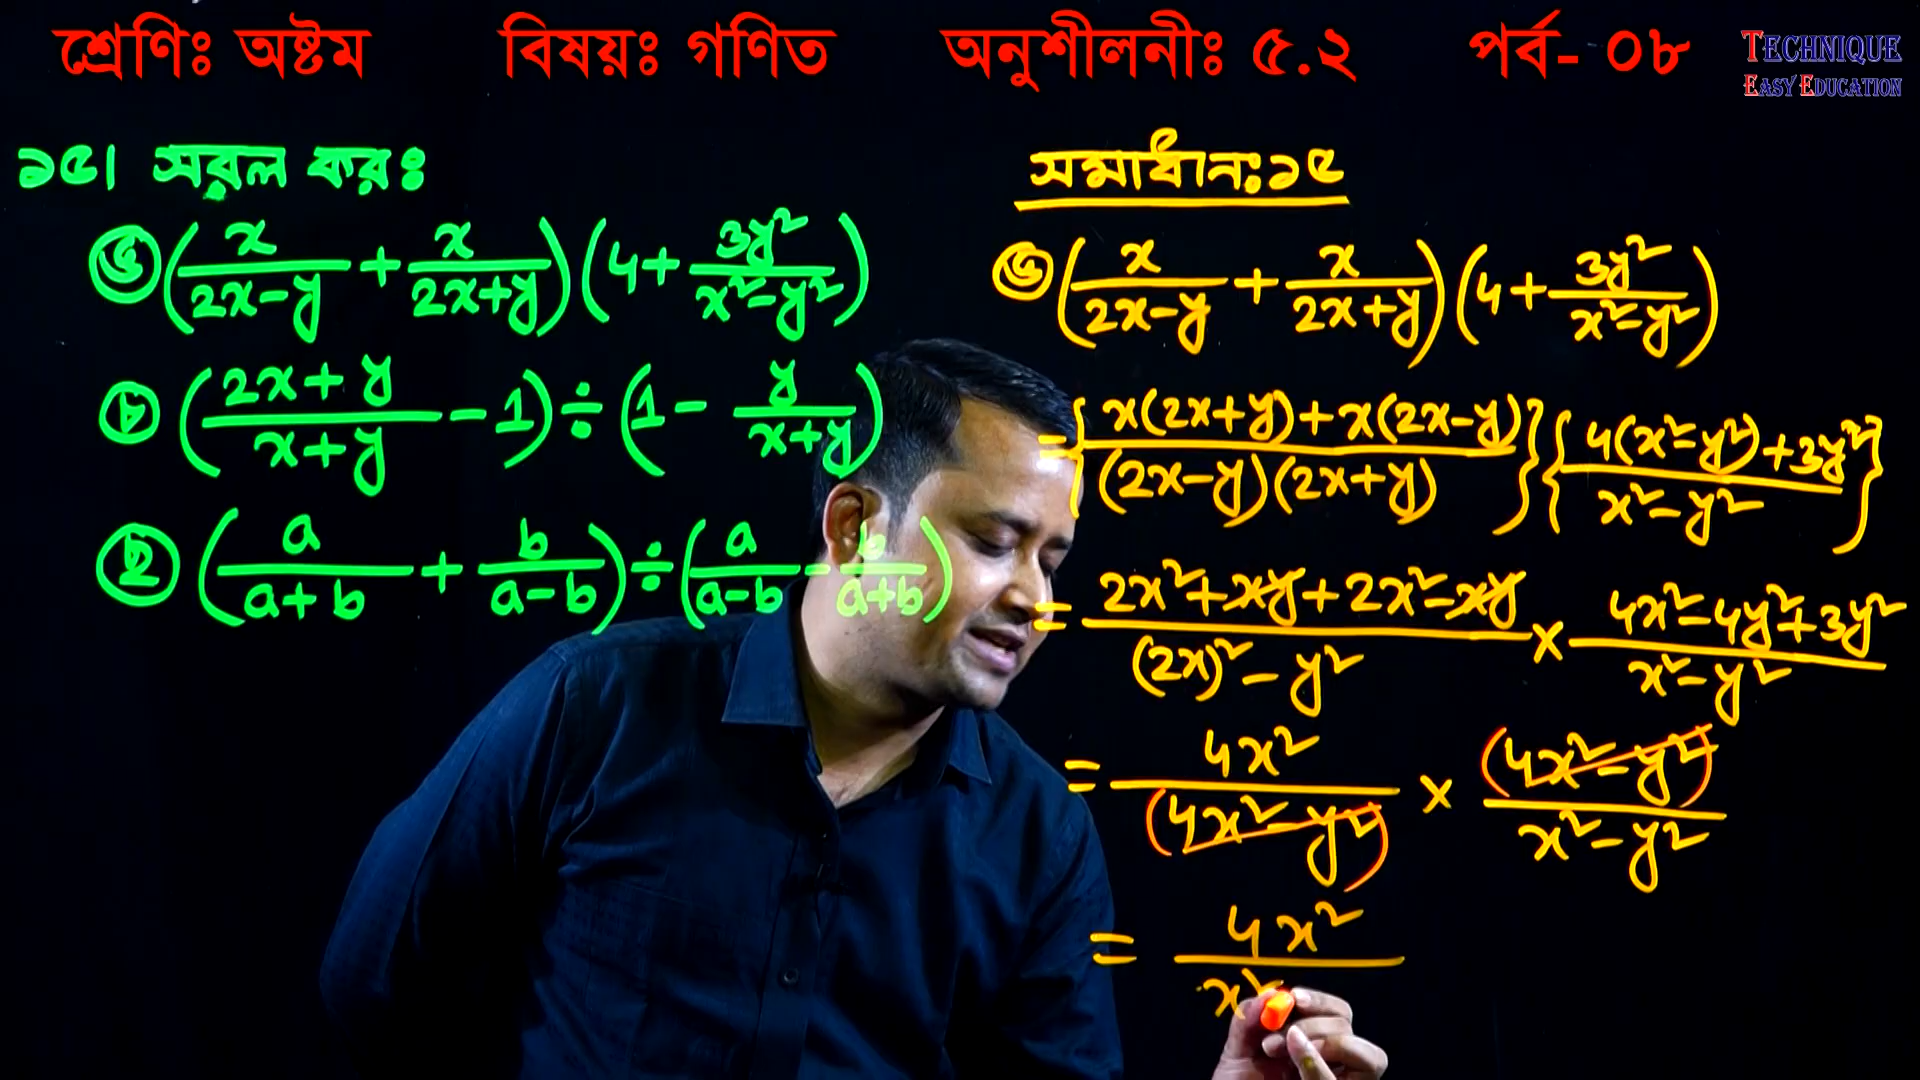 শ্রেণিঃ অষ্টম বিষয়ঃ গণিত অনুশীলনীঃ ৫.২ পর্ব- ০৮
TECHNIQUE
EASY EDUCATION
১৫। সরল করঃ
ঙ (x/(2x-y) + x/(2x+y)) (4 + 3y²/(x²-y²))
চ ((2x+y)/(x+y) - 1) ÷ (1 - y/(x+y))
ছ (a/(a+b) + b/(a-b)) ÷ (a/(a-b) - b/(a+b))
সমাধানঃ১৫
ঙ (x/(2x-y) + x/(2x+y)) (4 + 3y²/(x²-y²))
= {(x(2x+y)+x(2x-y))/((2x-y)(2x+y))} {(4(x²-y²)+3y²)/(x²-y²)}
= (2x²+xy+2x²-xy)/((2x)²-y²) × (4x²-4y²+3y²)/(x²-y²)
= 4x²/(4x²-y²) × (4x²-y²)/(x²-y²)
= 4x²/x²